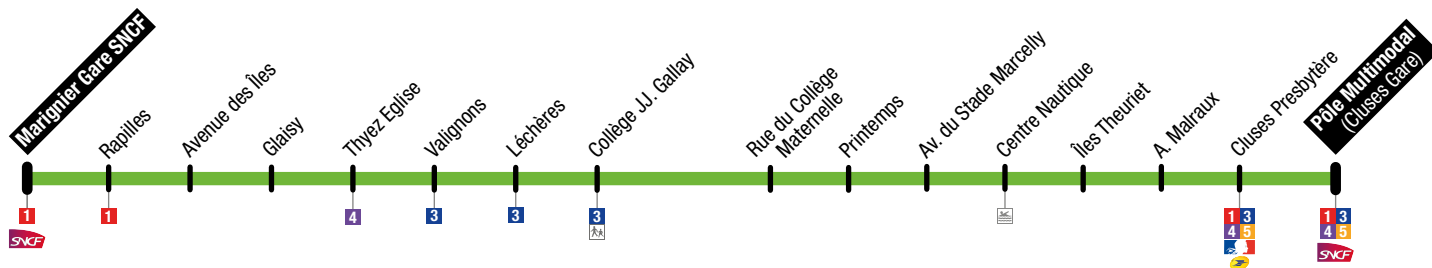 Marignier Gare SNCF
Rapilles
Avenue des Îles
Glaisy
Thyez Eglise
Valignons
Léchères
Collège JJ. Gallay
Rue du Collège
Maternelle
Printemps
Av. du Stade Marcelly
Centre Nautique
Îles Theuriet
A. Malraux
Cluses Presbytère
Pôle Multimodal
(Cluses Gare)
1
1
4
3
3
3
1 3
4 5
1 3
4 5
SNCF
SNCF